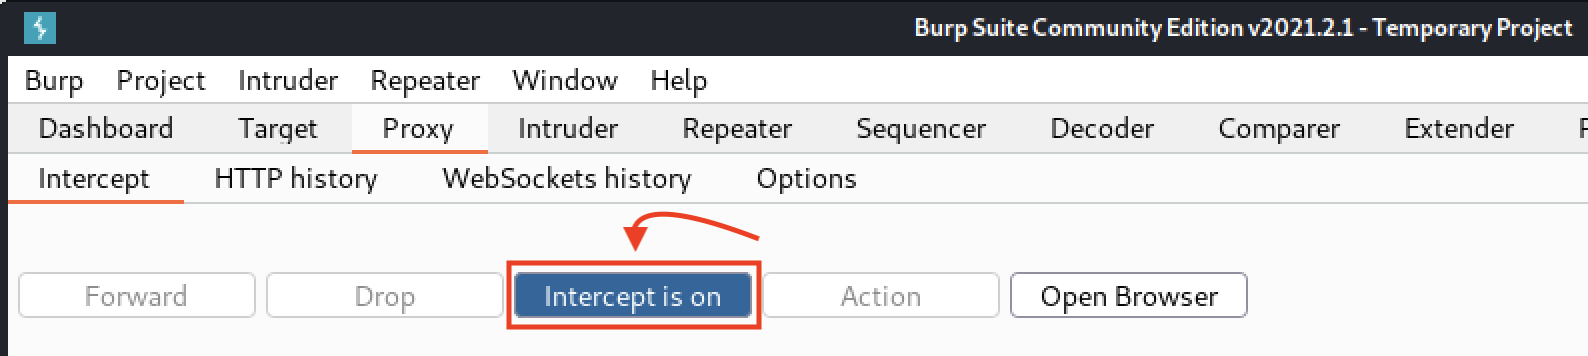 Burp Suite Community Edition v2021.2.1 - Temporary Project
Burp Project Intruder Repeater Window Help
Dashboard Target Proxy Intruder Repeater Sequencer Decoder Comparer Extender
Intercept HTTP history WebSockets history Options
Forward Drop Intercept is on Action Open Browser